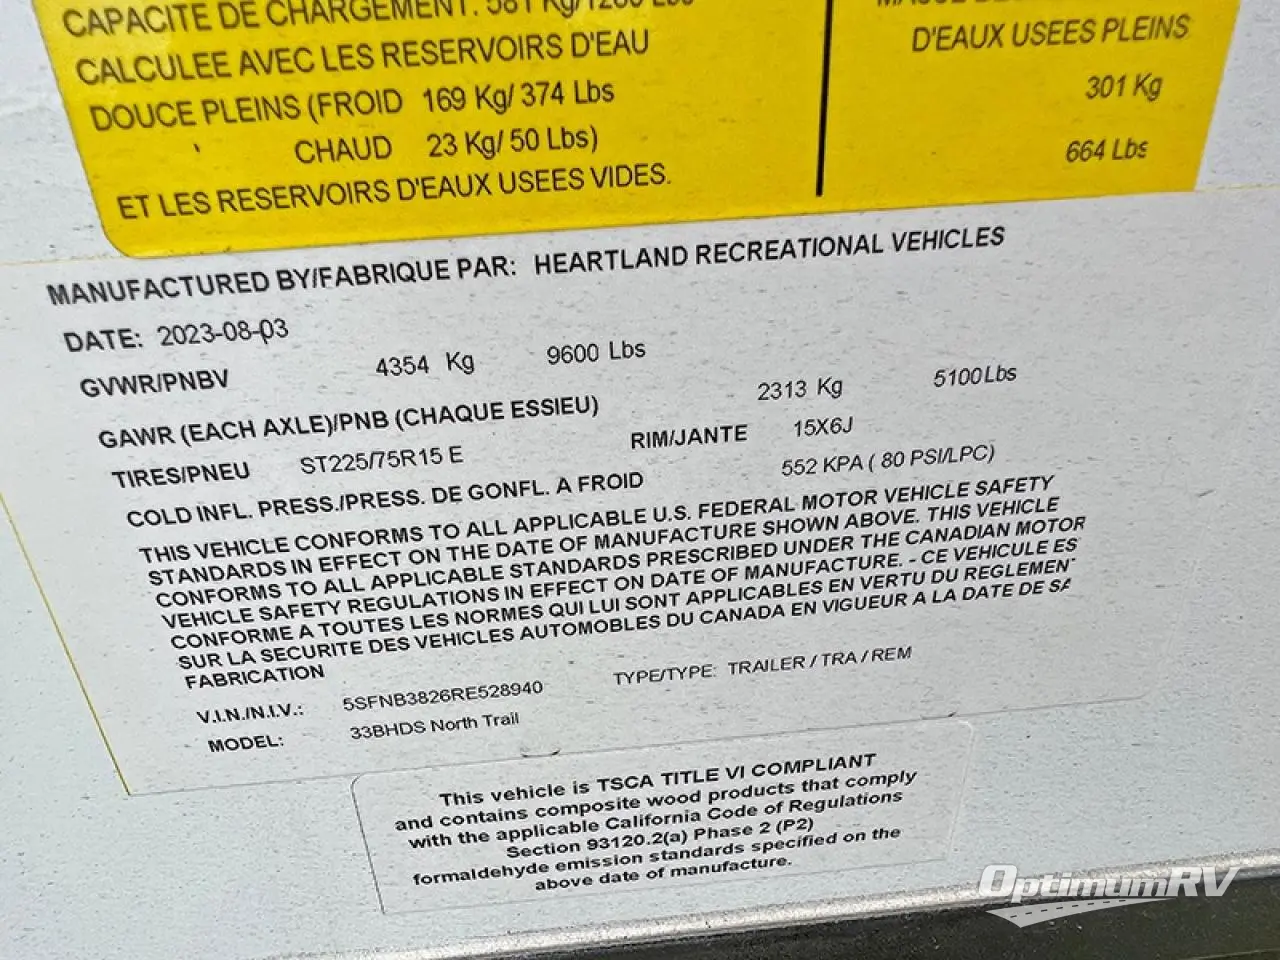 CAPACITE DE CHARGEMENT: 581 Kg/1280 Lbs
CALCULEE AVEC LES RESERVOIRS D'EAU
DOUCE PLEINS (FROID 169 Kg/ 374 Lbs
CHAUD 23 Kg/ 50 Lbs)
ET LES RESERVOIRS D'EAUX USEES VIDES.
D'EAUX USEES PLEINS
301 Kg
664 Lbs
MANUFACTURED BY/FABRIQUE PAR: HEARTLAND RECREATIONAL VEHICLES
DATE: 2023-08-03
GVWR/PNBV 4354 Kg 9600 Lbs
GAWR (EACH AXLE)/PNB (CHAQUE ESSIEU) 2313 Kg 5100Lbs
TIRES/PNEU ST225/75R15 E RIM/JANTE 15X6J
COLD INFL. PRESS./PRESS. DE GONFL. A FROID 552 KPA ( 80 PSI/LPC)
THIS VEHICLE CONFORMS TO ALL APPLICABLE U.S. FEDERAL MOTOR VEHICLE SAFETY
STANDARDS IN EFFECT ON THE DATE OF MANUFACTURE SHOWN ABOVE. THIS VEHICLE
CONFORMS TO ALL APPLICABLE STANDARDS PRESCRIBED UNDER THE CANADIAN MOTOR
VEHICLE SAFETY REGULATIONS IN EFFECT ON DATE OF MANUFACTURE. - CE VEHICULE ES
CONFORME A TOUTES LES NORMES QUI LUI SONT APPLICABLES EN VERTU DU REGLEMEN
SUR LA SECURITE DES VEHICLES AUTOMOBILES DU CANADA EN VIGUEUR A LA DATE DE SA
FABRICATION
V.I.N./N.I.V.: 5SFNB3826RE528940 TYPE/TYPE: TRAILER / TRA / REM
MODEL: 33BHDS North Trail
This vehicle is TSCA TITLE VI COMPLIANT
and contains composite wood products that comply
with the applicable California Code of Regulations
Section 93120.2(a) Phase 2 (P2)
formaldehyde emission standards specified on the
above date of manufacture.
OptimumRV